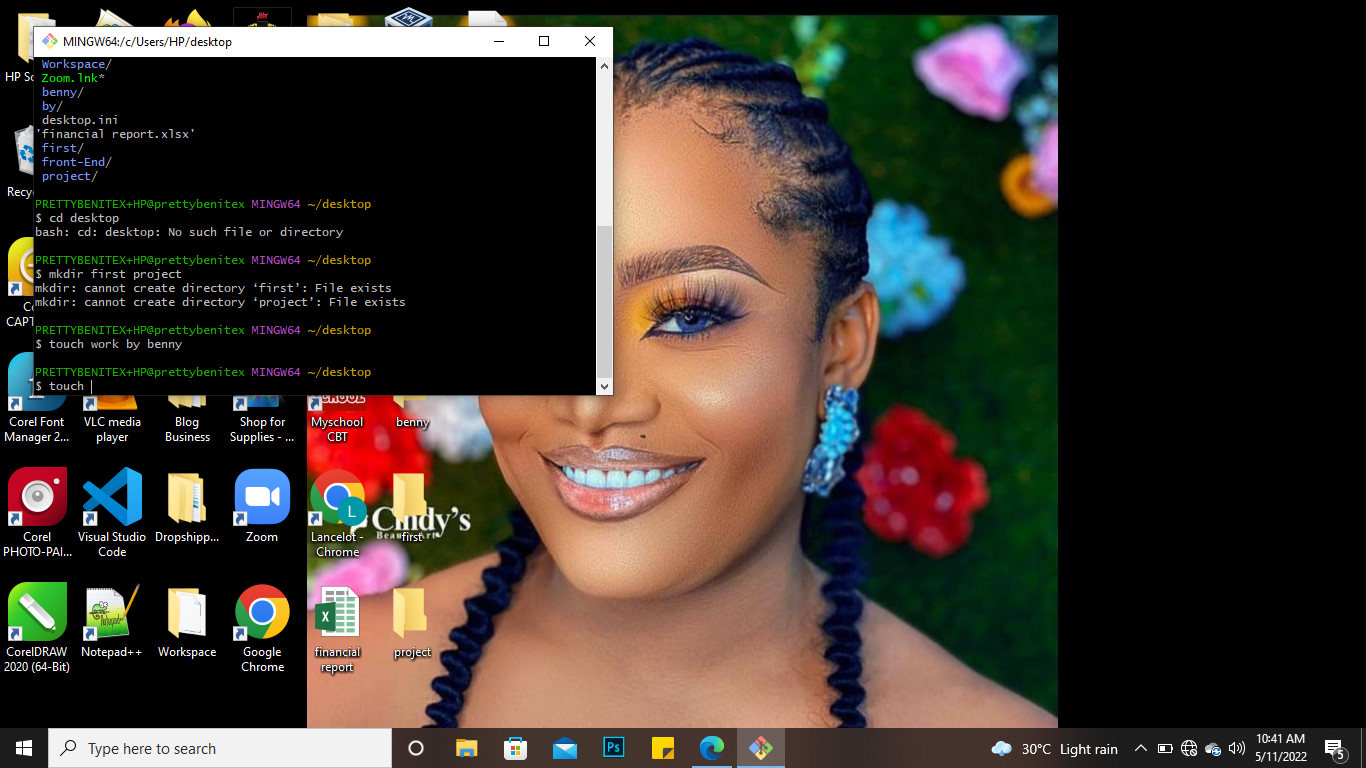 MINGW64:/c/Users/HP/desktop
Workspace/
Zoom.lnk*
benny/
by/
desktop.ini
'financial report.xlsx'
first/
front-End/
project/
PRETTYBENITEX+HP@prettybenitex MINGW64 ~/desktop
$ cd desktop
bash: cd: desktop: No such file or directory
PRETTYBENITEX+HP@prettybenitex MINGW64 ~/desktop
$ mkdir first project
mkdir: cannot create directory ‘first’: File exists
mkdir: cannot create directory ‘project’: File exists
PRETTYBENITEX+HP@prettybenitex MINGW64 ~/desktop
$ touch work by benny
PRETTYBENITEX+HP@prettybenitex MINGW64 ~/desktop
$ touch
HP
Corel Font
Manager 2...
VLC media
player
Blog
Business
Shop for
Supplies - ...
Myschool
CBT
benny
Corel
PHOTO-PAI...
Visual Studio
Code
Dropshipp...
Zoom
L
Lancelot -
Chrome
first
Cindy's
CorelDRAW
2020 (64-Bit)
Notepad++
Workspace
Google
Chrome
X
financial
report
project
Type here to search
Ps
30°C Light rain
10:41 AM
5/11/2022
5